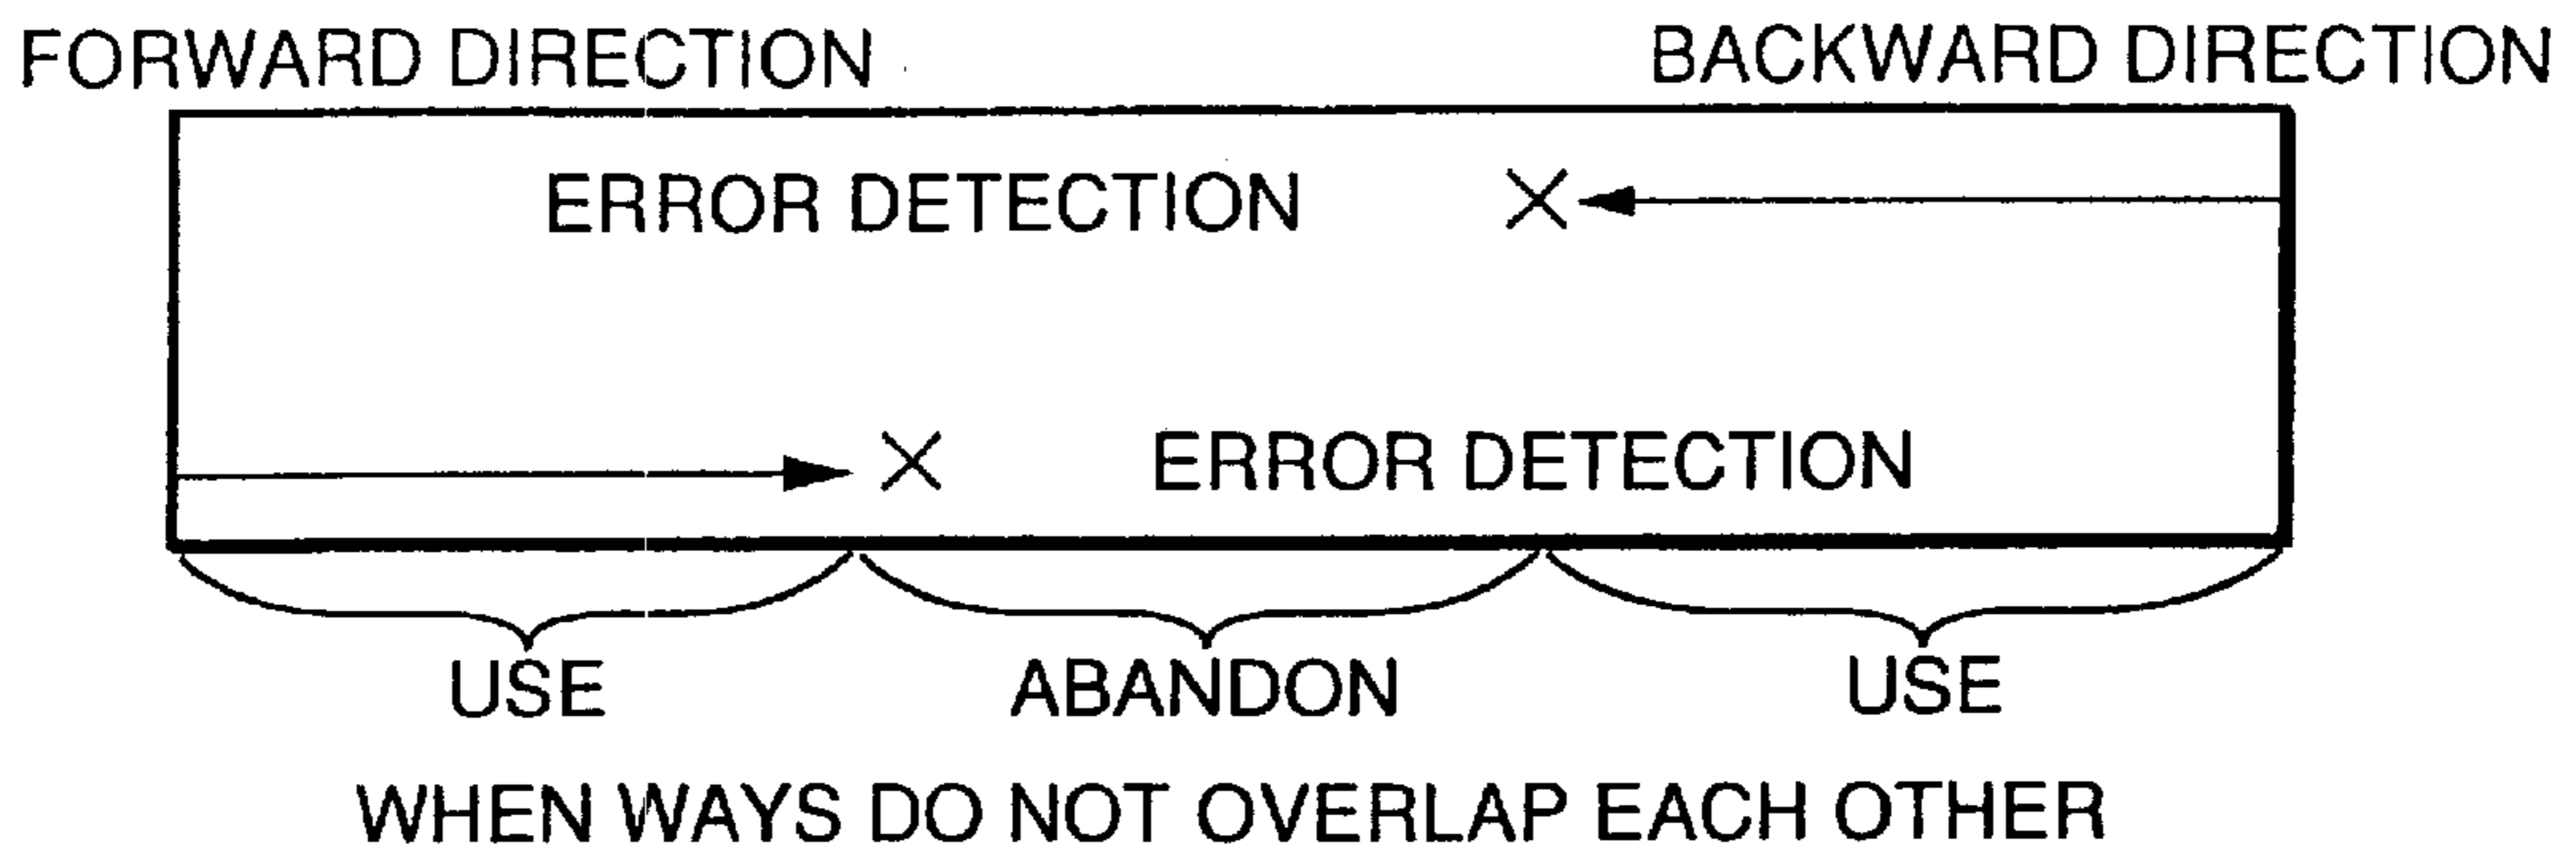 FORWARD DIRECTION BACKWARD DIRECTION
ERROR DETECTION
ERROR DETECTION
USE ABANDON USE
WHEN WAYS DO NOT OVERLAP EACH OTHER